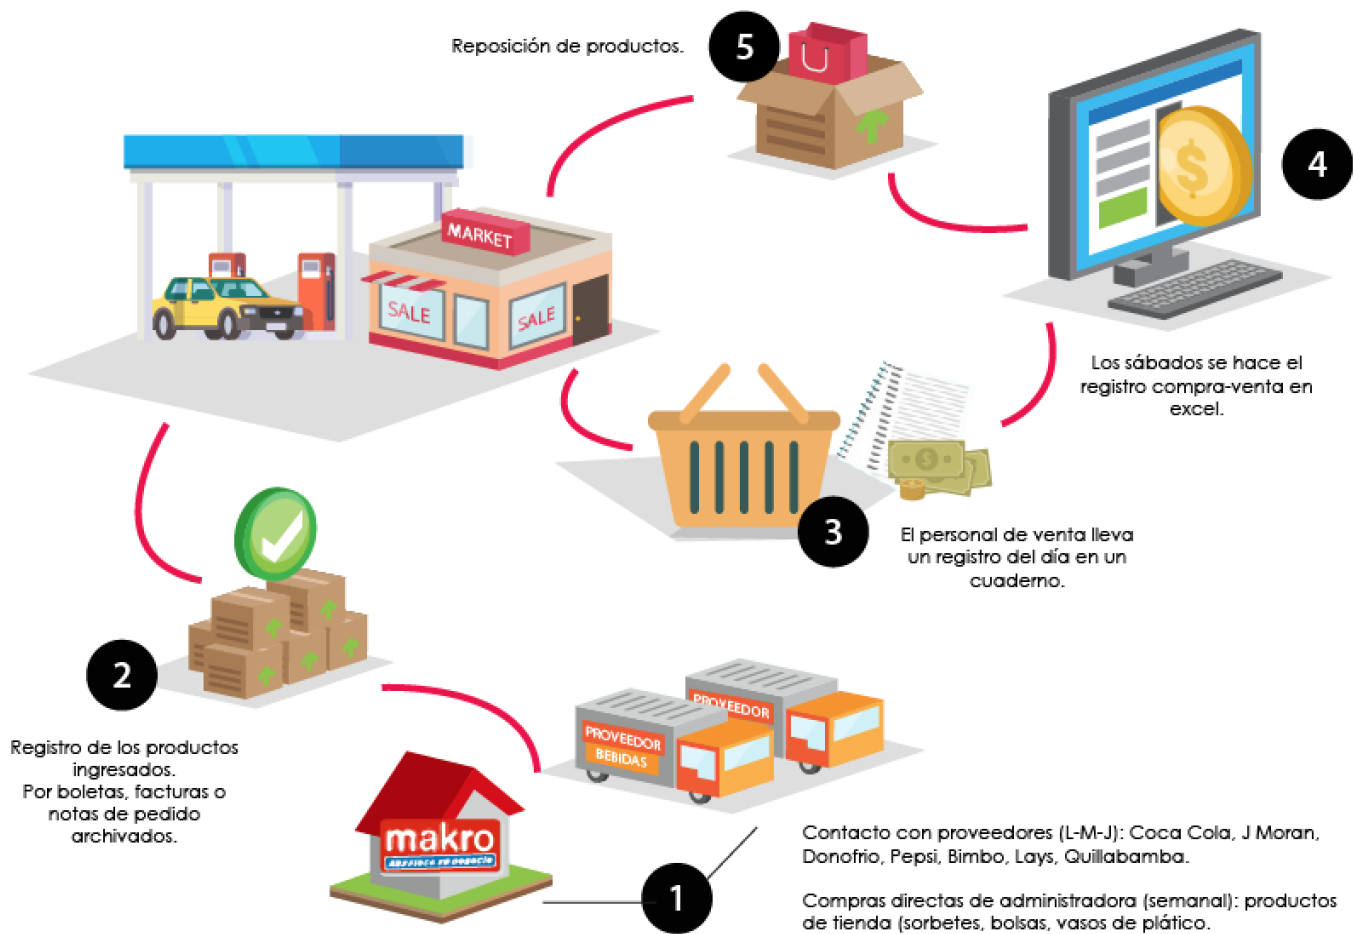 Reposición de productos.
5
4
MARKET
SALE
SALE
Los sábados se hace el
registro compra-venta en
excel.
3
El personal de venta lleva
un registro del día en un
cuaderno.
2
Registro de los productos
ingresados.
Por boletas, facturas o
notas de pedido
archivados.
PROVEEDOR
PROVEEDOR
BEBIDAS
makro
Abastece su negocio
1
Contacto con proveedores (L-M-J): Coca Cola, J Moran,
Donofrio, Pepsi, Bimbo, Lays, Quillabamba.
Compras directas de administradora (semanal): productos
de tienda (sorbetes, bolsas, vasos de plático.